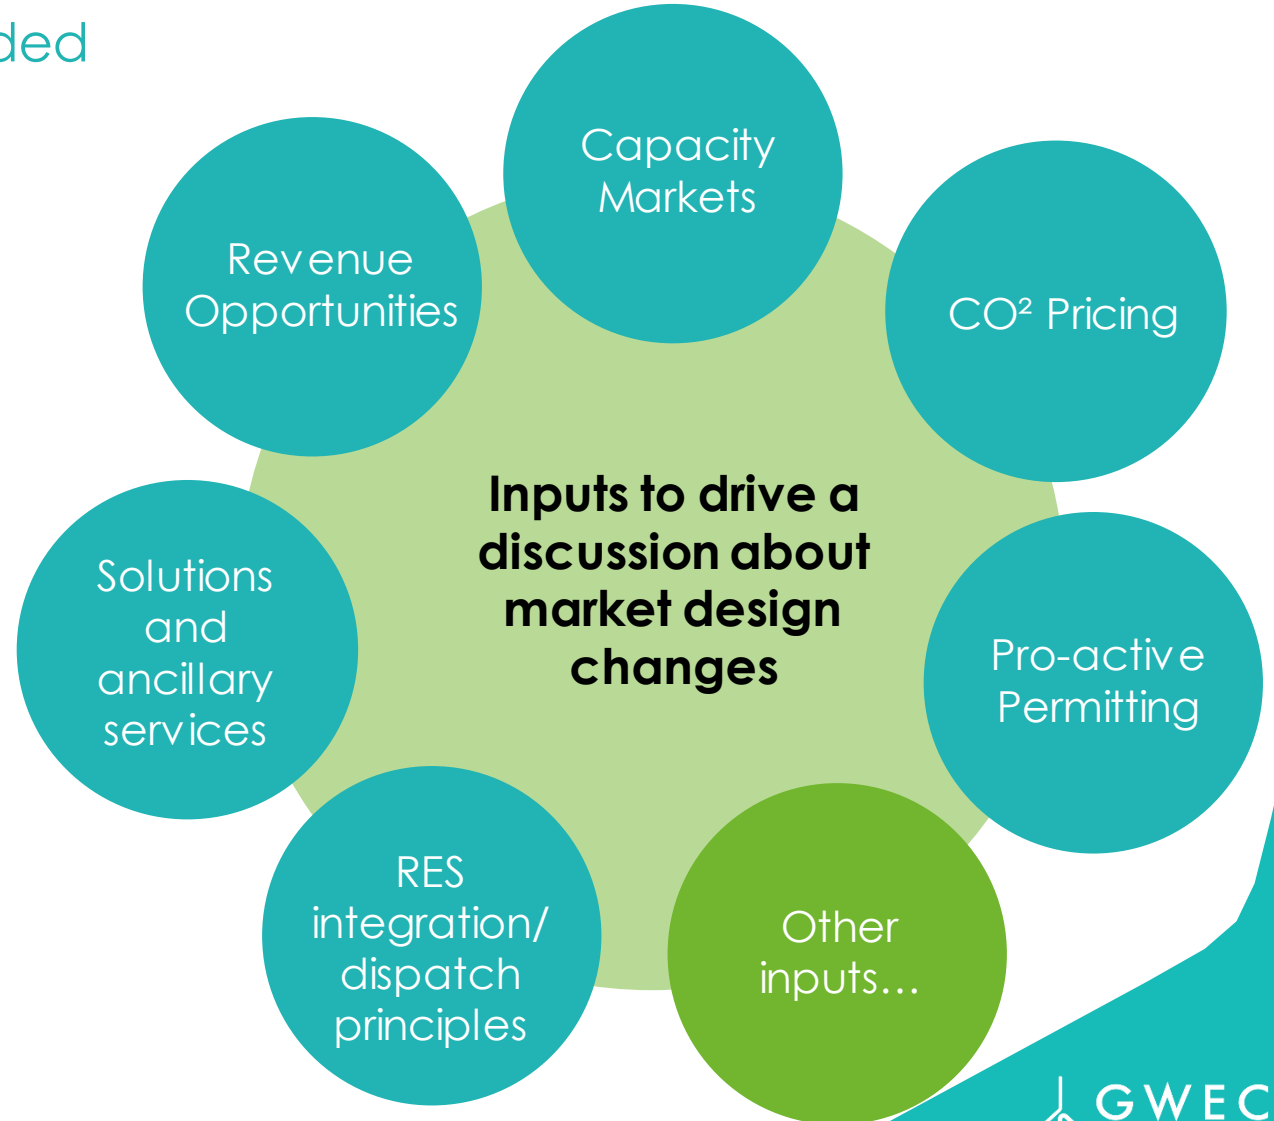 ded
Capacity
Markets
Revenue
Opportunities
CO² Pricing
Inputs to drive a
discussion about
market design
changes
Solutions
and
ancillary
services
Pro-active
Permitting
RES
integration/
dispatch
principles
Other
inputs…
GWEC